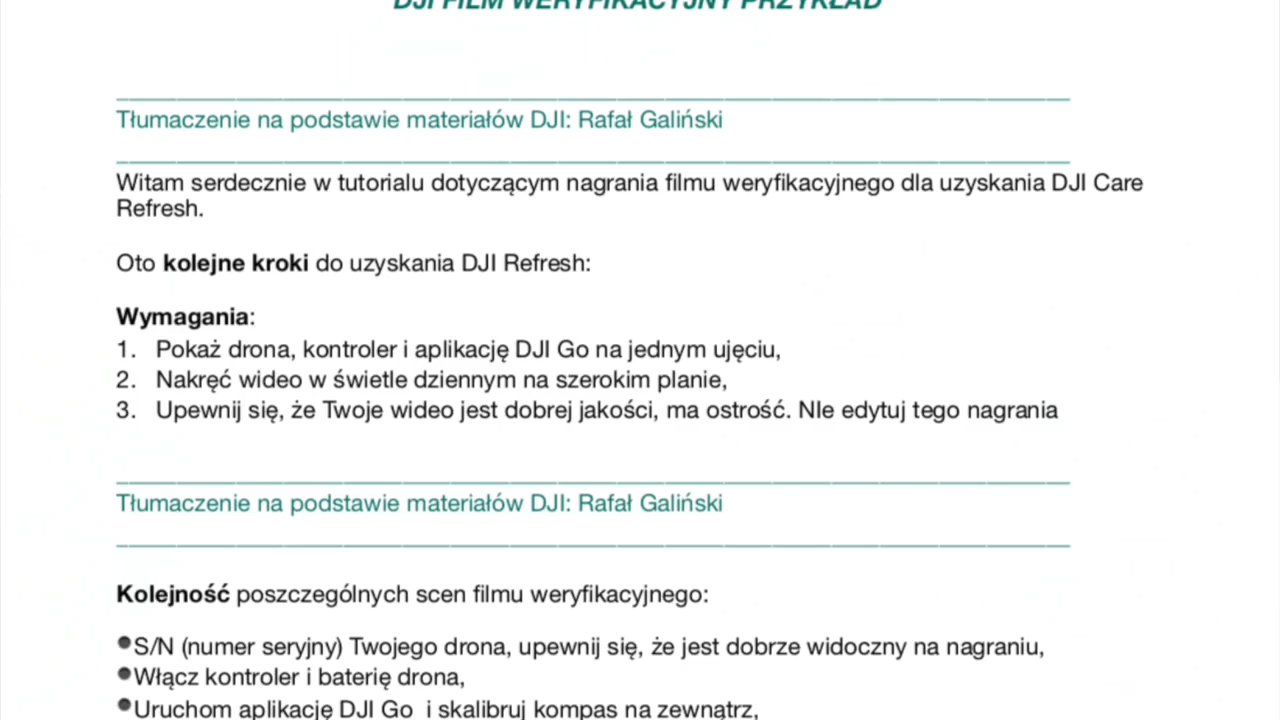 DJI FILM WERYFIKACYJNY PRZYKŁAD
Tłumaczenie na podstawie materiałów DJI: Rafał Galiński
Witam serdecznie w tutorialu dotyczącym nagrania filmu weryfikacyjnego dla uzyskania DJI Care
Refresh.
Oto kolejne kroki do uzyskania DJI Refresh:
Wymagania:
1. Pokaż drona, kontroler i aplikację DJI Go na jednym ujęciu,
2. Nakręć wideo w świetle dziennym na szerokim planie,
3. Upewnij się, że Twoje wideo jest dobrej jakości, ma ostrość. NIe edytuj tego nagrania
Tłumaczenie na podstawie materiałów DJI: Rafał Galiński
Kolejność poszczególnych scen filmu weryfikacyjnego:
●S/N (numer seryjny) Twojego drona, upewnij się, że jest dobrze widoczny na nagraniu,
●Włącz kontroler i baterię drona,
●Uruchom aplikację DJI Go i skalibruj kompas na zewnątrz,